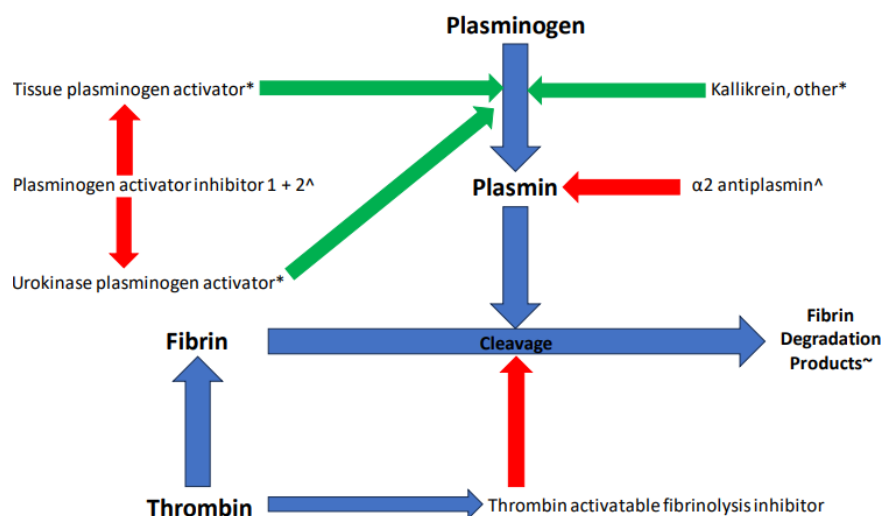 Plasminogen
Tissue plasminogen activator*
Kallikrein, other*
Plasminogen activator inhibitor 1 + 2^
Plasmin
α2 antiplasmin^
Urokinase plasminogen activator*
Fibrin
Cleavage
Fibrin
Degradation
Products~
Thrombin
Thrombin activatable fibrinolysis inhibitor